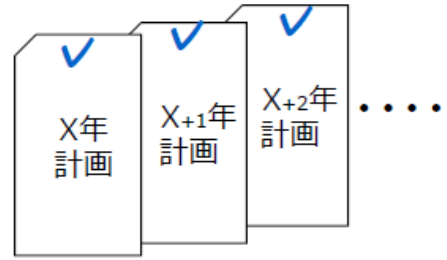 X年
計画
X+1年
計画
X+2年
計画
・・・・